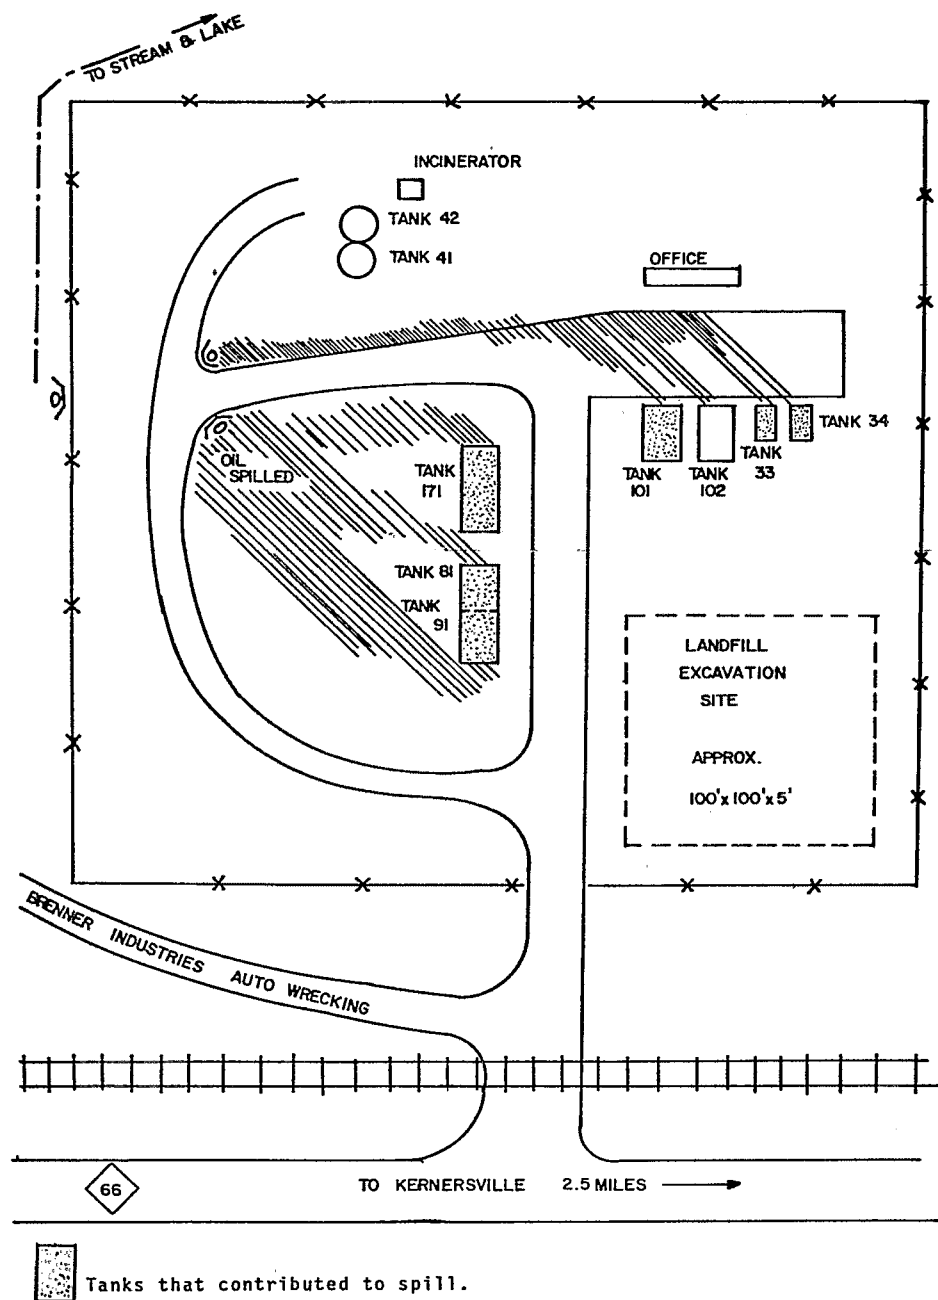 TO STREAM & LAKE
INCINERATOR
TANK 42
TANK 41
OFFICE
TANK 34
TANK
33
TANK
101
TANK
102
OIL
SPILLED
TANK
171
TANK 81
TANK
91
LANDFILL
EXCAVATION
SITE
APPROX.
100'x 100'x 5'
BRENNER INDUSTRIES AUTO WRECKING
66
TO KERNERSVILLE 2.5 MILES
Tanks that contributed to spill.